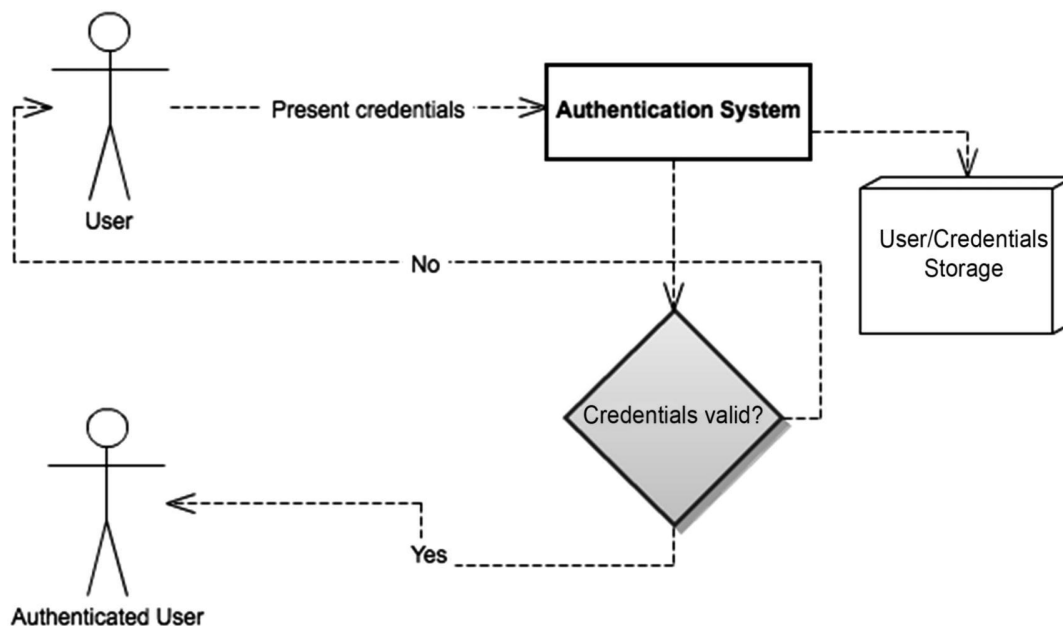 Present credentials
Authentication System
User
User/Credentials
Storage
No
Credentials valid?
Yes
Authenticated User